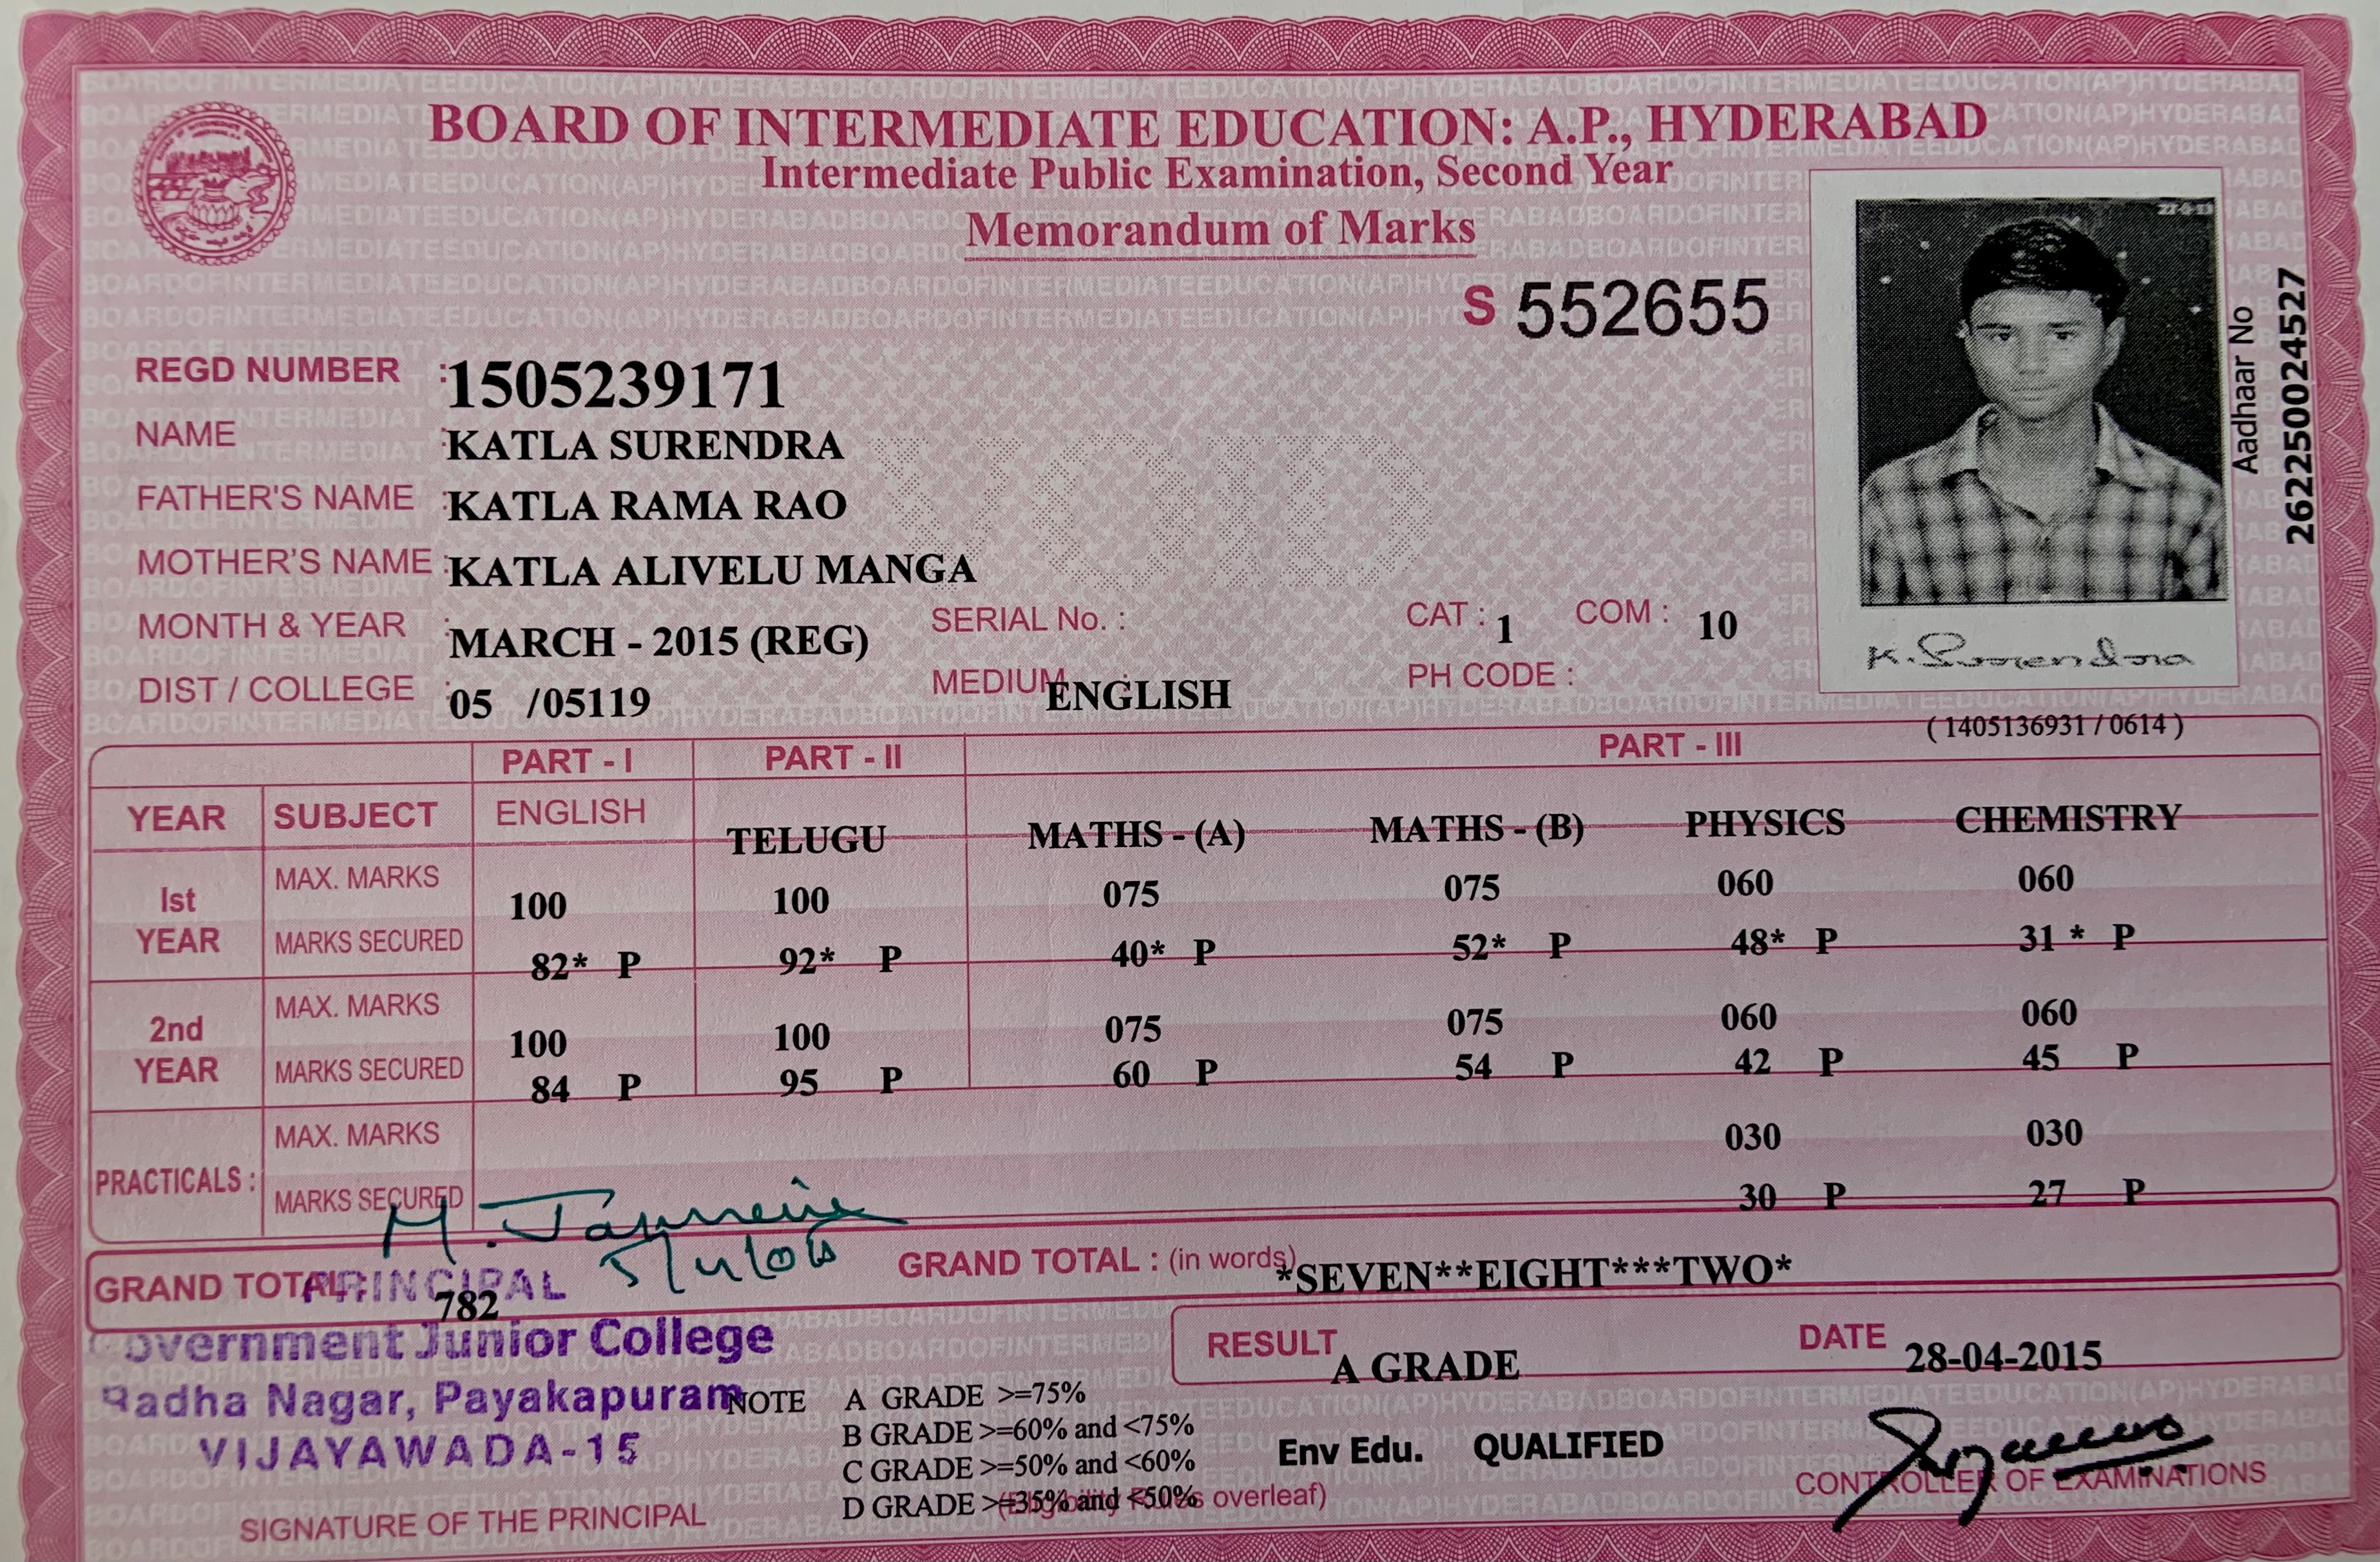 BOARD OF INTERMEDIATE EDUCATION: A.P., HYDERABAD
Intermediate Public Examination, Second Year
Memorandum of Marks
S 552655
REGD NUMBER : 1505239171
NAME : KATLA SURENDRA
FATHER'S NAME : KATLA RAMA RAO
MOTHER'S NAME : KATLA ALIVELU MANGA
MONTH & YEAR : MARCH - 2015 (REG) SERIAL No. : CAT : 1 COM : 10
DIST / COLLEGE : 05 /05119 MEDIUM ENGLISH PH CODE :
Aadhaar No
262250024527
K. Surendra
(1405136931 / 0614)
PART - I PART - II PART - III
YEAR SUBJECT ENGLISH TELUGU MATHS - (A) MATHS - (B) PHYSICS CHEMISTRY
Ist YEAR MAX. MARKS 100 100 075 075 060 060
MARKS SECURED 82* P 92* P 40* P 52* P 48* P 31 * P
2nd YEAR MAX. MARKS 100 100 075 075 060 060
MARKS SECURED 84 P 95 P 60 P 54 P 42 P 45 P
PRACTICALS : MAX. MARKS 030 030
MARKS SECURED 30 P 27 P
GRAND TOTAL : 782 GRAND TOTAL : (in words) *SEVEN**EIGHT***TWO*
PRINCIPAL
Government Junior College
Radha Nagar, Payakapuram
VIJAYAWADA-15
SIGNATURE OF THE PRINCIPAL
RESULT A GRADE DATE 28-04-2015
NOTE A GRADE >=75%
B GRADE >=60% and <75%
C GRADE >=50% and <60%
D GRADE >=35% and <50%
overleaf)
Env Edu. QUALIFIED
CONTROLLER OF EXAMINATIONS